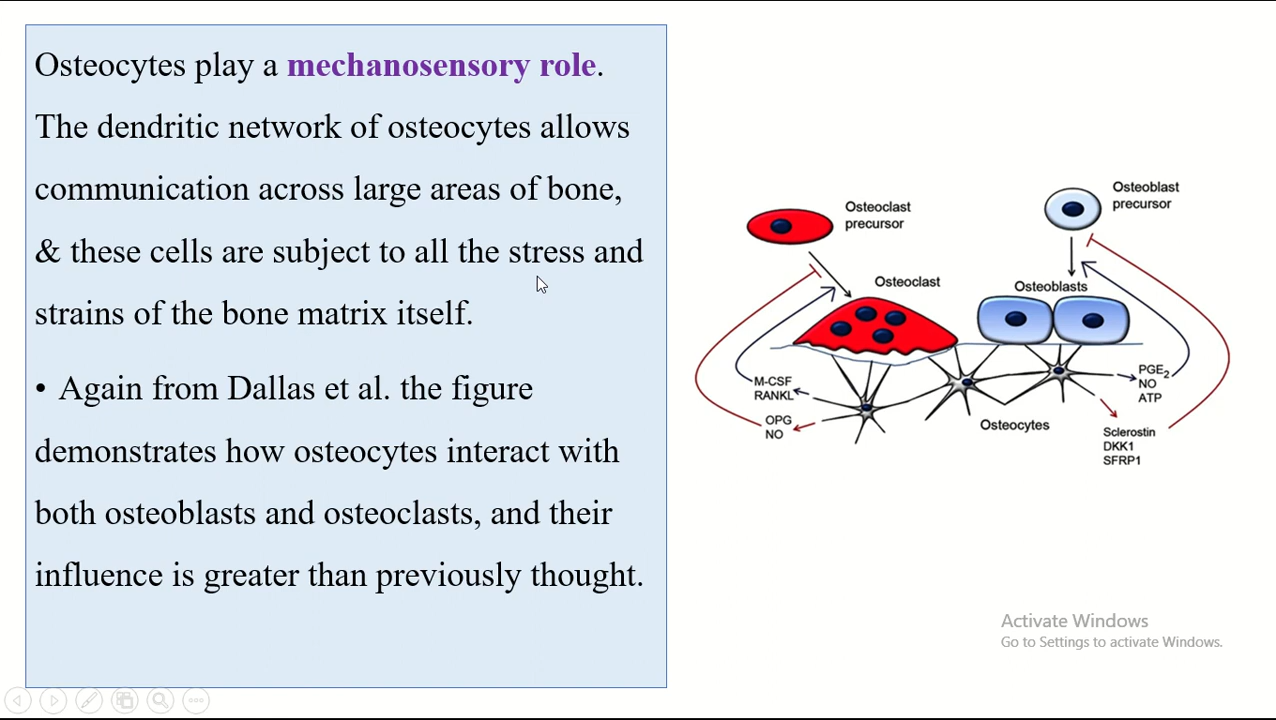 Osteocytes play a mechanosensory role.
The dendritic network of osteocytes allows
communication across large areas of bone,
& these cells are subject to all the stress and
strains of the bone matrix itself.
• Again from Dallas et al. the figure
demonstrates how osteocytes interact with
both osteoblasts and osteoclasts, and their
influence is greater than previously thought.
Osteoclast
precursor
Osteoblast
precursor
Osteoclast
Osteoblasts
M-CSF
RANKL
OPG
NO
Osteocytes
PGE2
NO
ATP
Sclerostin
DKK1
SFRP1
Activate Windows
Go to Settings to activate Windows.